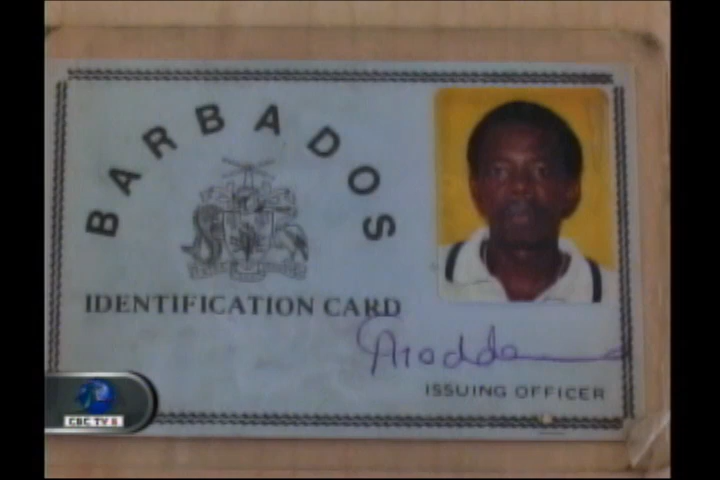 BARBADOS
IDENTIFICATION CARD
ISSUING OFFICER
CBC TV 8